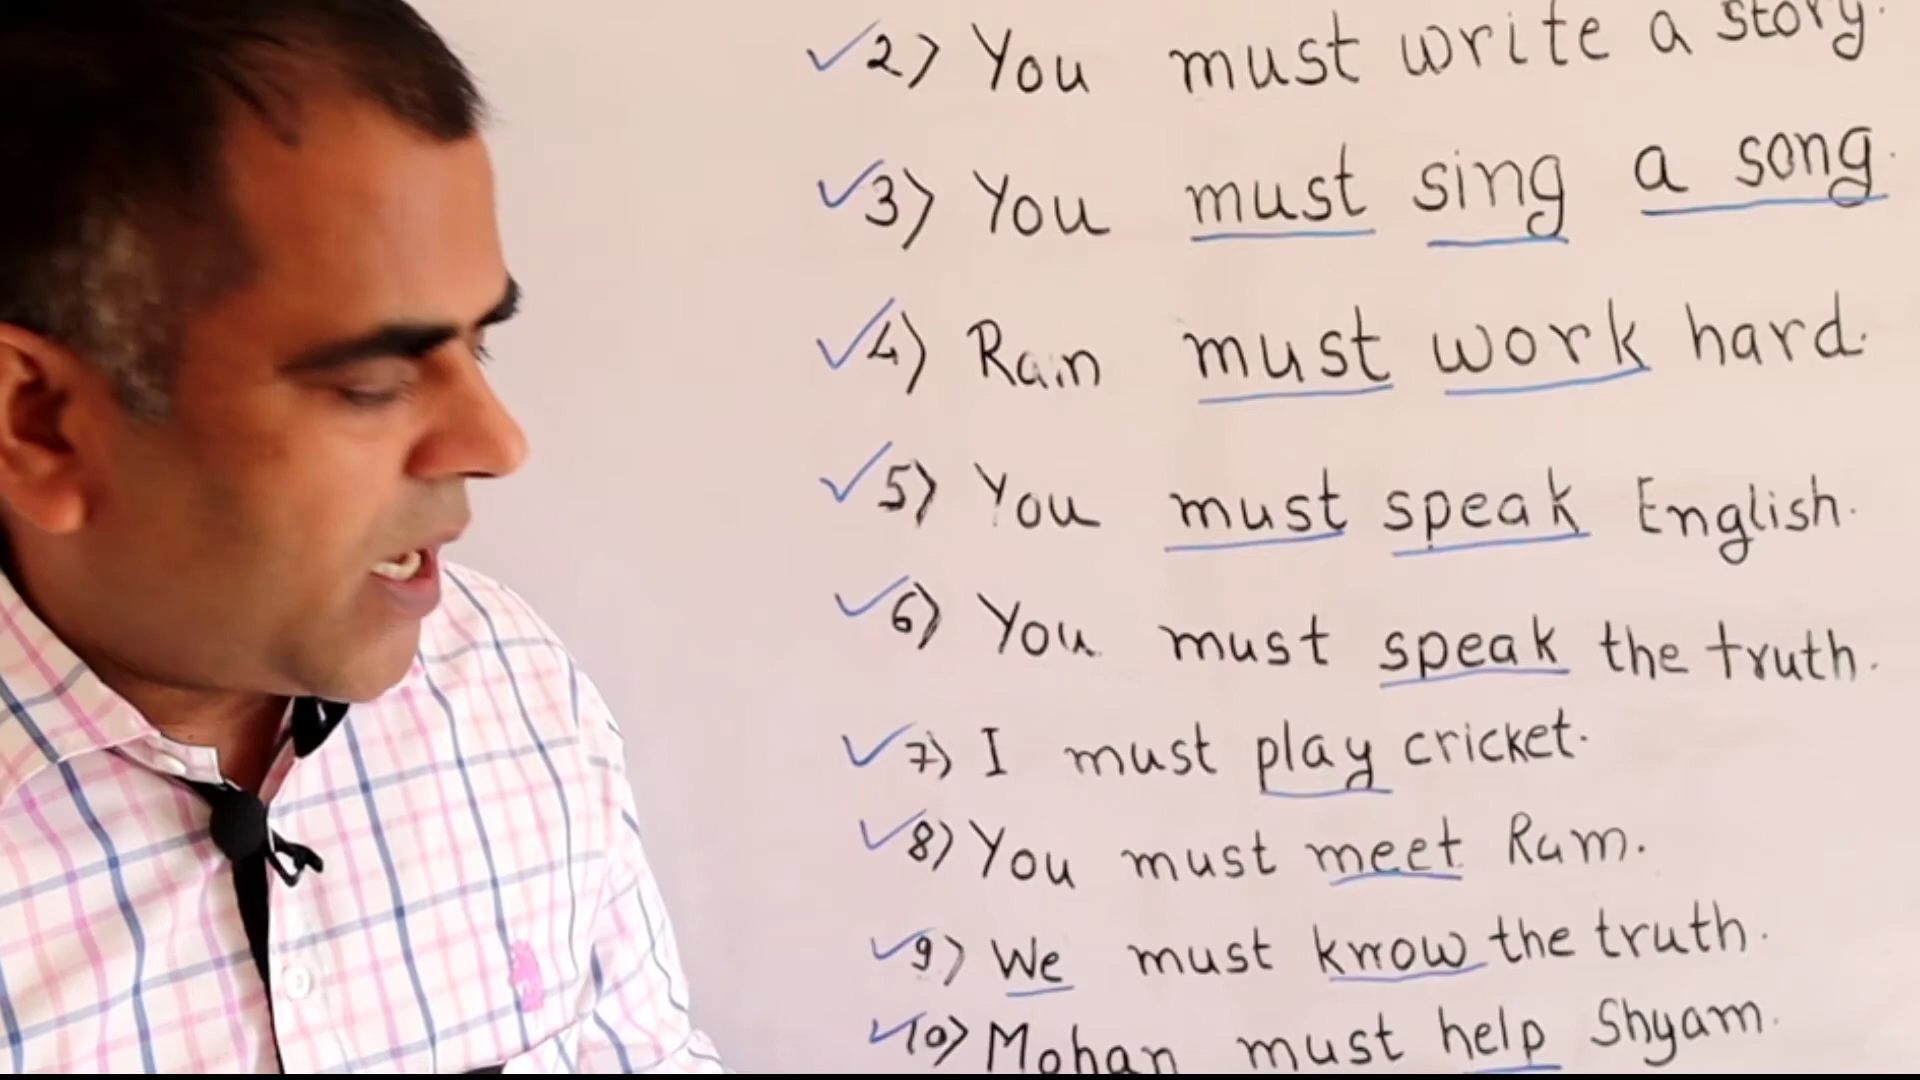 2) You must write a story.
3) You must sing a song.
4) Ram must work hard.
5) You must speak English.
6) You must speak the truth.
7) I must play cricket.
8) You must meet Ram.
9) We must know the truth.
10) Mohan must help Shyam.